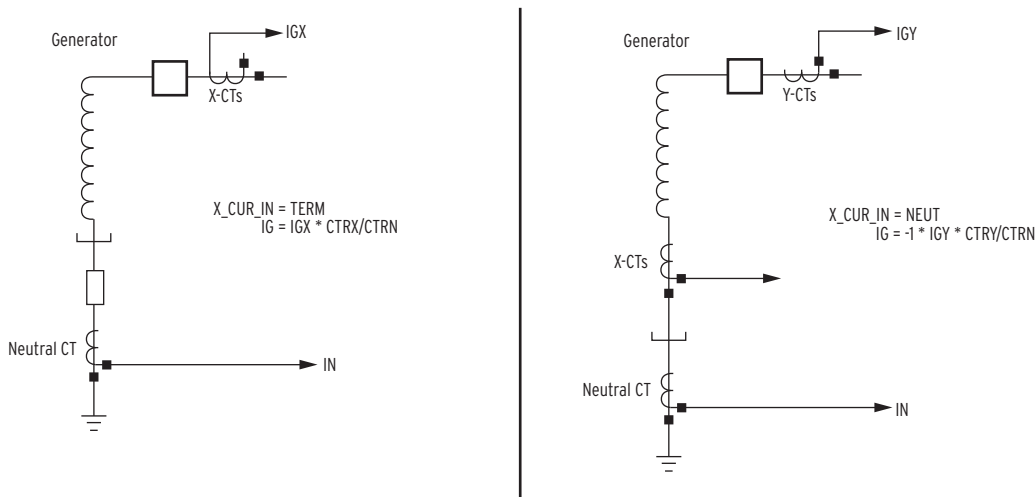 IGX
Generator
X-CTs
X_CUR_IN = TERM
IG = IGX * CTRX/CTRN
Neutral CT
IN
IGY
Generator
Y-CTs
X_CUR_IN = NEUT
IG = -1 * IGY * CTRY/CTRN
X-CTs
Neutral CT
IN